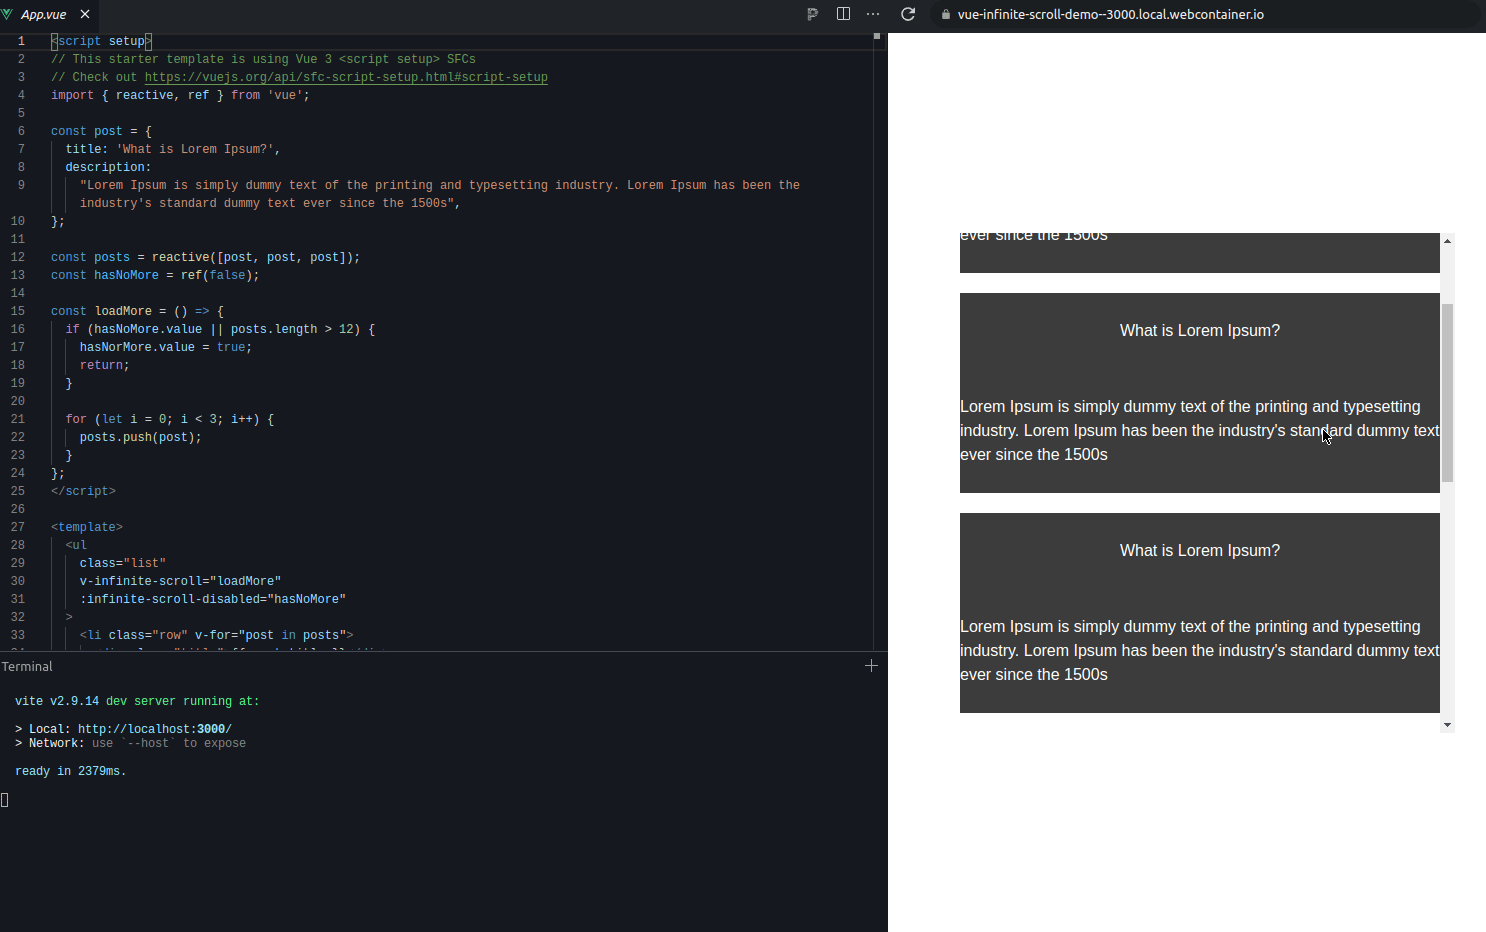 App.vue
vue-infinite-scroll-demo--3000.local.webcontainer.io
1 <script setup>
2 // This starter template is using Vue 3 <script setup> SFCs
3 // Check out https://vuejs.org/api/sfc-script-setup.html#script-setup
4 import { reactive, ref } from 'vue';
5
6 const post = {
7 title: 'What is Lorem Ipsum?',
8 description:
9 "Lorem Ipsum is simply dummy text of the printing and typesetting industry. Lorem Ipsum has been the
industry's standard dummy text ever since the 1500s",
10 };
11
12 const posts = reactive([post, post, post]);
13 const hasNoMore = ref(false);
14
15 const loadMore = () => {
16 if (hasNoMore.value || posts.length > 12) {
17 hasNorMore.value = true;
18 return;
19 }
20
21 for (let i = 0; i < 3; i++) {
22 posts.push(post);
23 }
24 };
25 </script>
26
27 <template>
28 <ul
29 class="list"
30 v-infinite-scroll="loadMore"
31 :infinite-scroll-disabled="hasNoMore"
32 >
33 <li class="row" v-for="post in posts">
Terminal
vite v2.9.14 dev server running at:
> Local: http://localhost:3000/
> Network: use `--host` to expose
ready in 2379ms.
ever since the 1500s
What is Lorem Ipsum?
Lorem Ipsum is simply dummy text of the printing and typesetting
industry. Lorem Ipsum has been the industry's standard dummy text
ever since the 1500s
What is Lorem Ipsum?
Lorem Ipsum is simply dummy text of the printing and typesetting
industry. Lorem Ipsum has been the industry's standard dummy text
ever since the 1500s